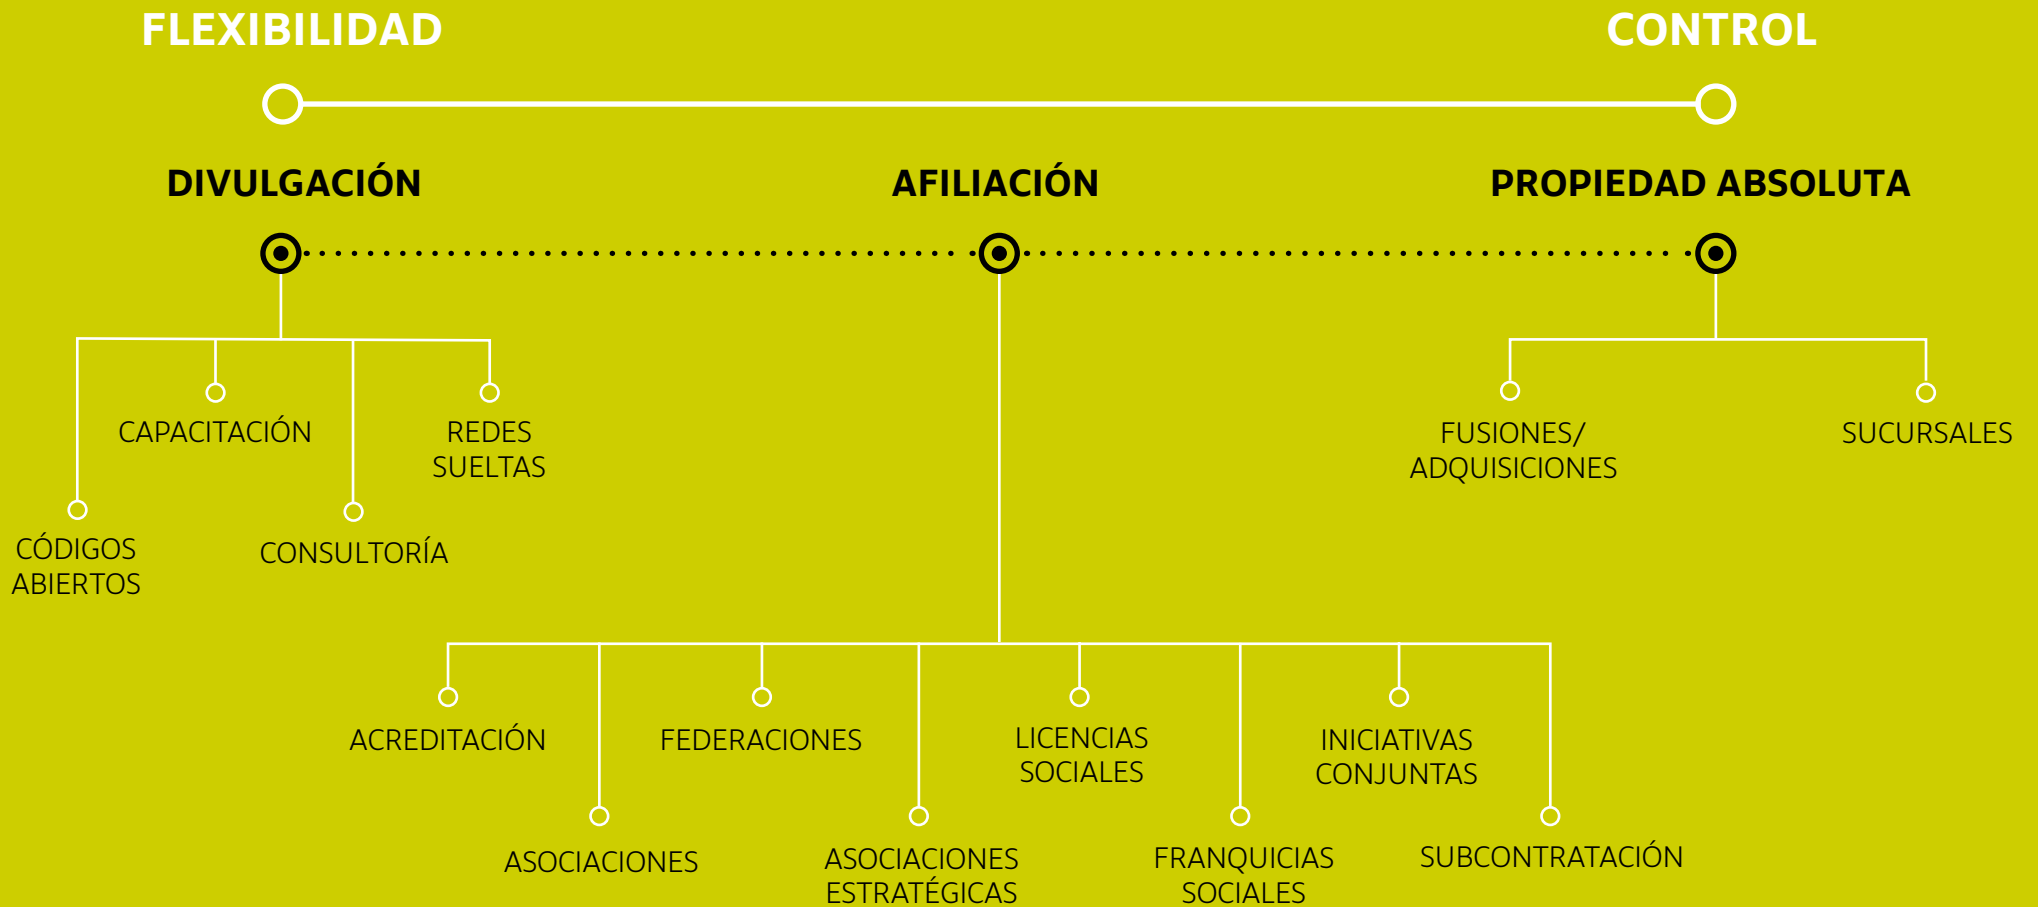 FLEXIBILIDAD
CONTROL
DIVULGACIÓN
AFILIACIÓN
PROPIEDAD ABSOLUTA
CAPACITACIÓN
REDES
SUELTAS
CÓDIGOS
ABIERTOS
CONSULTORÍA
FUSIONES/
ADQUISICIONES
SUCURSALES
ACREDITACIÓN
FEDERACIONES
LICENCIAS
SOCIALES
INICIATIVAS
CONJUNTAS
ASOCIACIONES
ASOCIACIONES
ESTRATÉGICAS
FRANQUICIAS
SOCIALES
SUBCONTRATACIÓN